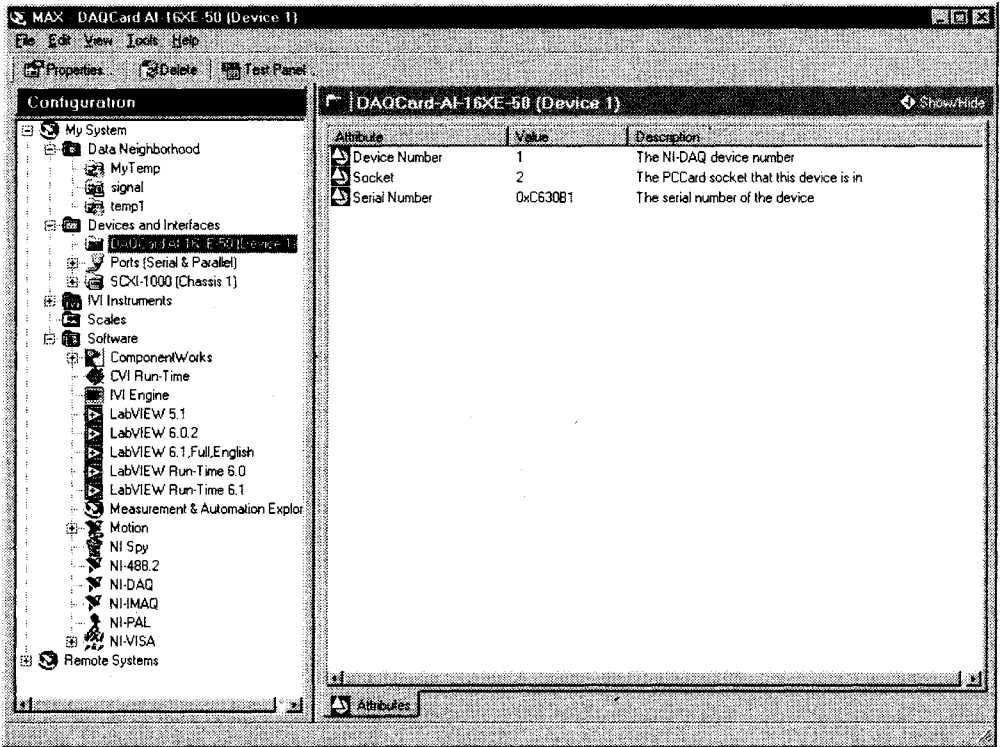 MAX - DAQCard-AI-16XE-50 (Device 1)
File Edit View Tools Help
Properties... Delete Test Panel...
Configuration
My System
Data Neighborhood
MyTemp
signal
temp1
Devices and Interfaces
DAQCard-AI-16XE-50 (Device 1)
Ports (Serial & Parallel)
SCXI-1000 (Chassis 1)
IVI Instruments
Scales
Software
ComponentWorks
CVI Run-Time
IVI Engine
LabVIEW 5.1
LabVIEW 6.0.2
LabVIEW 6.1,Full,English
LabVIEW Run-Time 6.0
LabVIEW Run-Time 6.1
Measurement & Automation Explor
Motion
NI Spy
NI-488.2
NI-DAQ
NI-IMAQ
NI-PAL
NI-VISA
Remote Systems
DAQCard-AI-16XE-50 (Device 1) Show/Hide
Attribute Value Description
Device Number 1 The NI-DAQ device number
Socket 2 The PCCard socket that this device is in
Serial Number 0xC630B1 The serial number of the device
Attributes